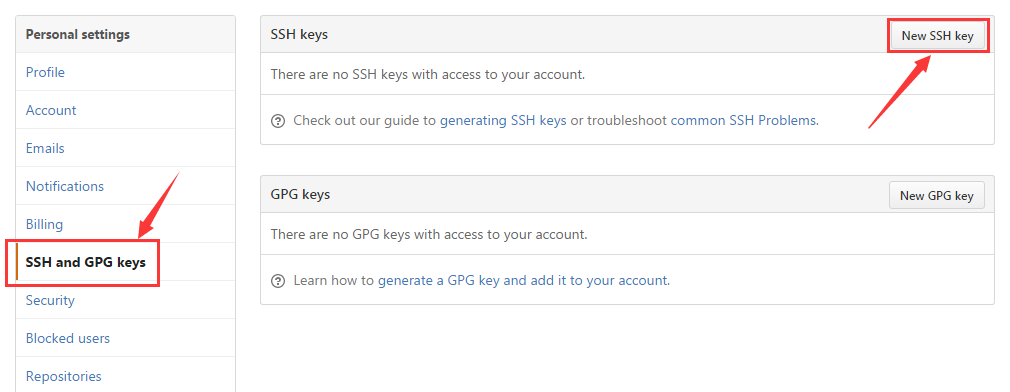 Personal settings
Profile
Account
Emails
Notifications
Billing
SSH and GPG keys
Security
Blocked users
Repositories
SSH keys
New SSH key
There are no SSH keys with access to your account.
Check out our guide to generating SSH keys or troubleshoot common SSH Problems.
GPG keys
New GPG key
There are no GPG keys with access to your account.
Learn how to generate a GPG key and add it to your account.